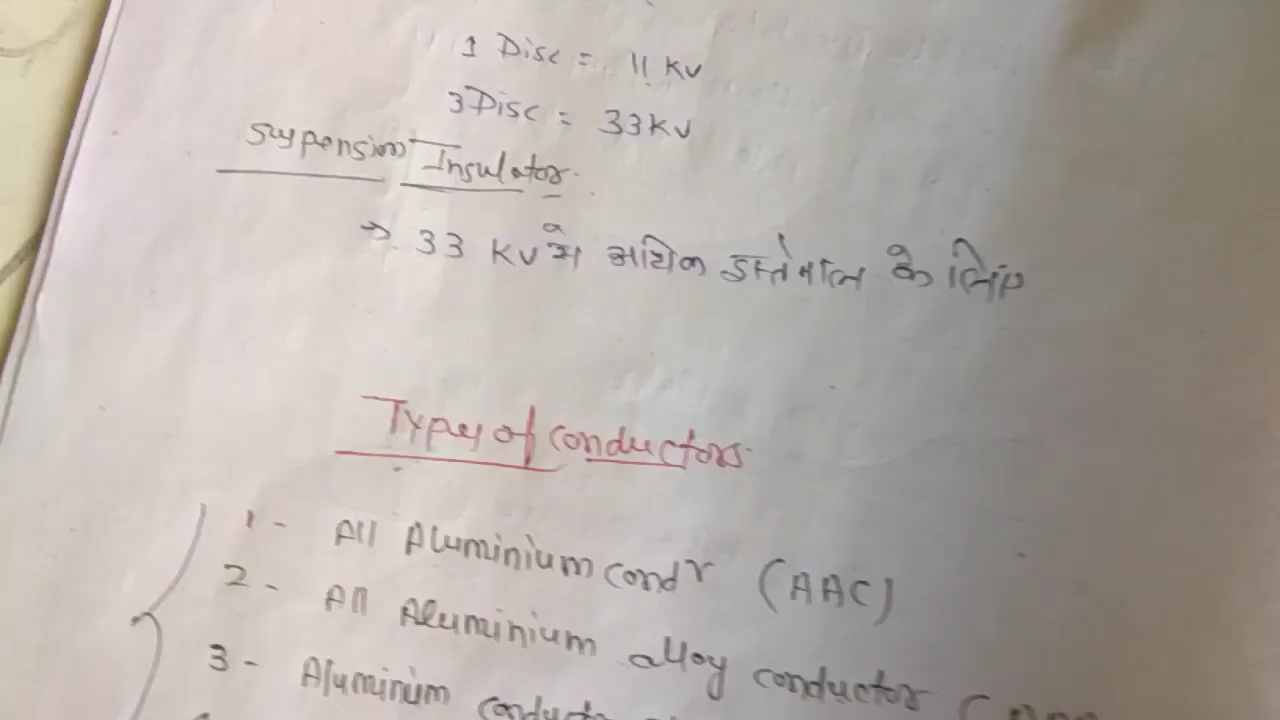 1 Disc = 11 KV
3 Disc = 33 KV
Suspension Insulator
→ 33 KV से अधिक इस्तेमाल के लिए
Types of conductors
1- All Aluminium condr (AAC)
2- All Aluminium alloy conductor (
3- Aluminium